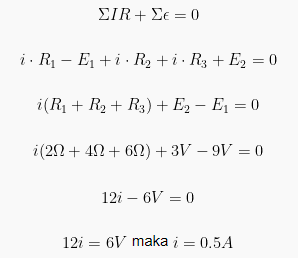 ΣIR + Σϵ = 0
i · R₁ − E₁ + i · R₂ + i · R₃ + E₂ = 0
i(R₁ + R₂ + R₃) + E₂ − E₁ = 0
i(2Ω + 4Ω + 6Ω) + 3V − 9V = 0
12i − 6V = 0
12i = 6V maka i = 0.5A